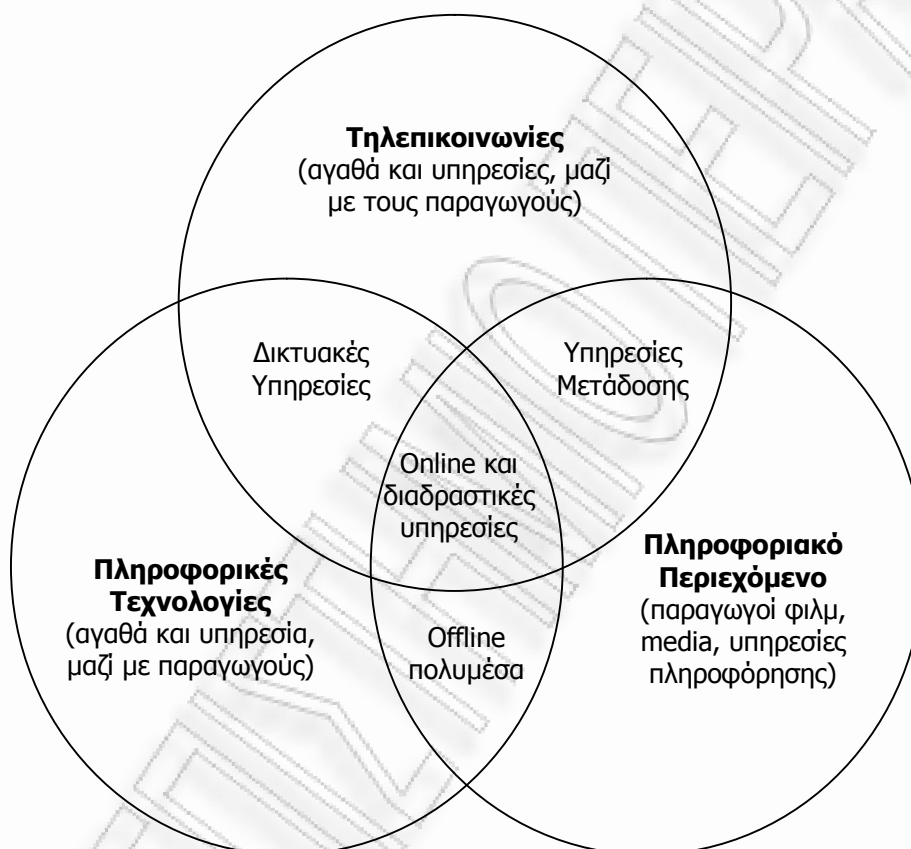 Τηλεπικοινωνίες
(αγαθά και υπηρεσίες, μαζί
με τους παραγωγούς)
Δικτυακές
Υπηρεσίες
Υπηρεσίες
Μετάδοσης
Online και
διαδραστικές
υπηρεσίες
Πληροφορικές
Τεχνολογίες
(αγαθά και υπηρεσία,
μαζί με παραγωγούς)
Πληροφοριακό
Περιεχόμενο
(παραγωγοί φιλμ,
media, υπηρεσίες
πληροφόρησης)
Offline
πολυμέσα